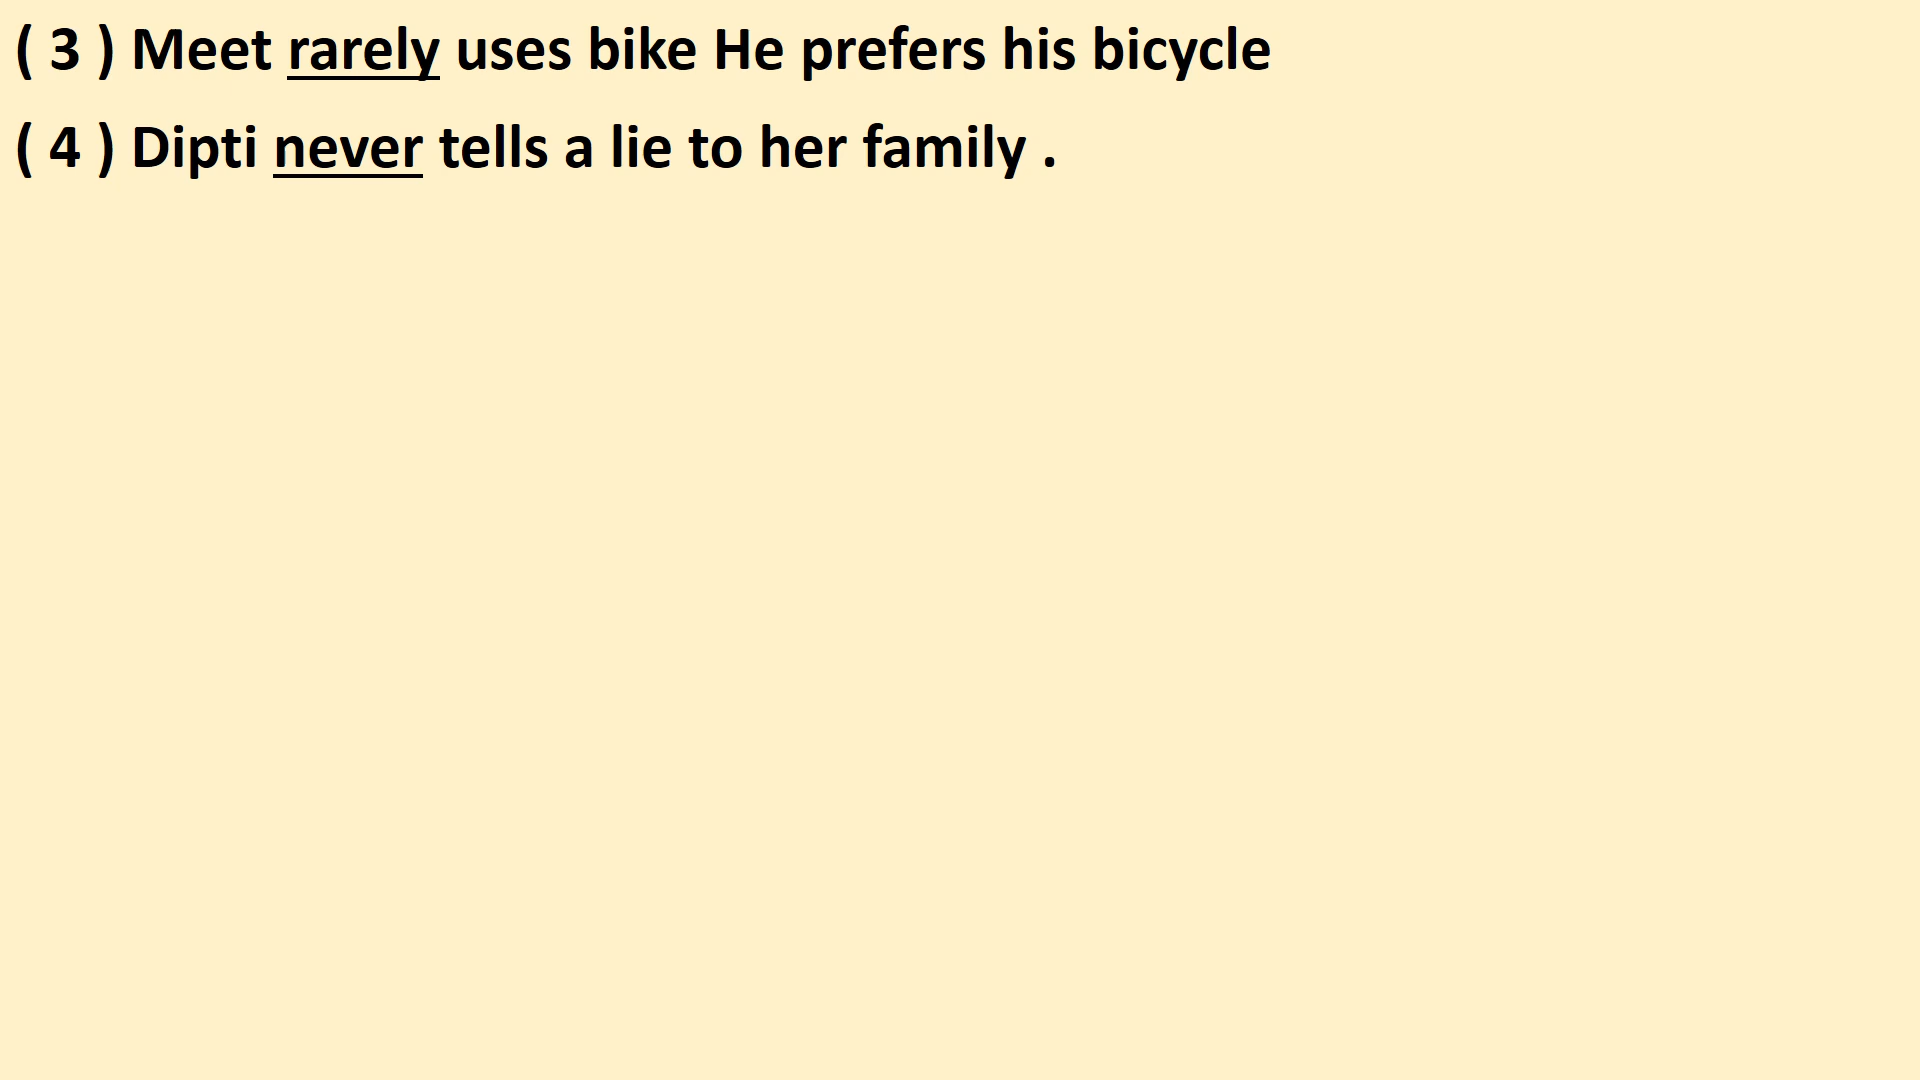 ( 3 ) Meet rarely uses bike He prefers his bicycle
( 4 ) Dipti never tells a lie to her family .